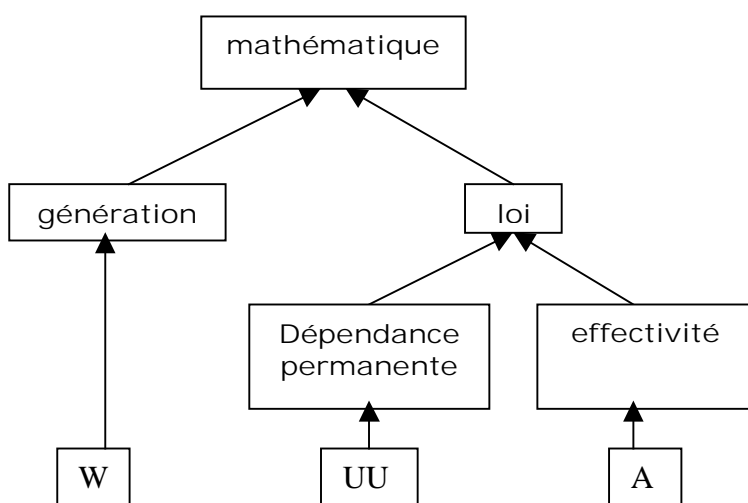 mathématique
génération
loi
Dépendance
permanente
effectivité
W
UU
A